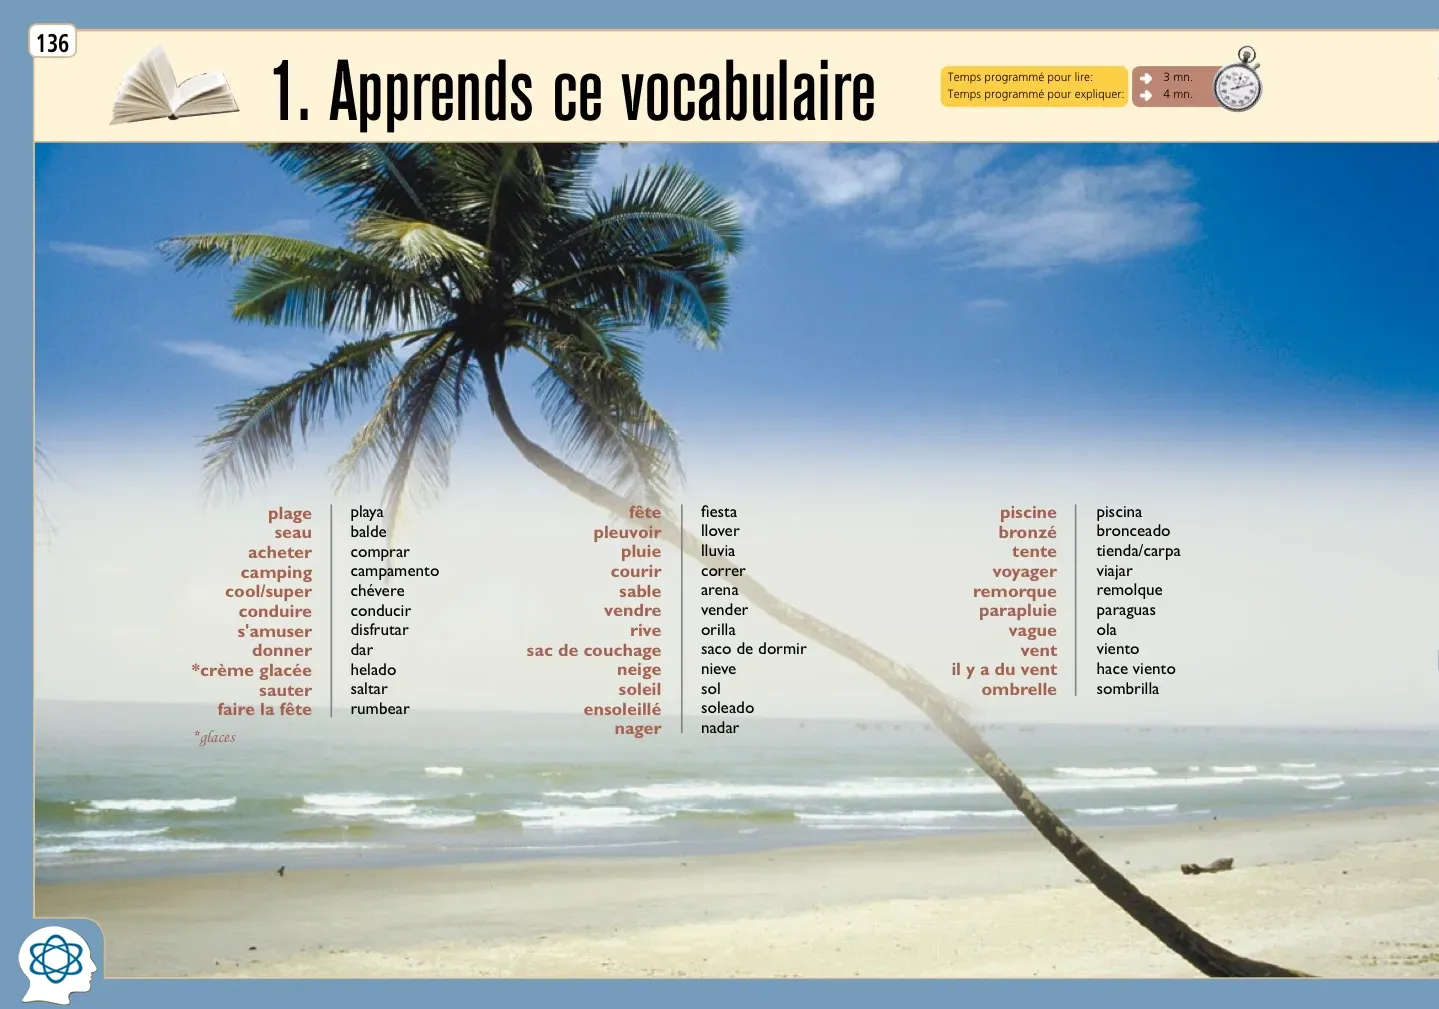 136
1. Apprends ce vocabulaire
Temps programmé pour lire: 3 mn.
Temps programmé pour expliquer: 4 mn.
plage playa
seau balde
acheter comprar
camping campamento
cool/super chévere
conduire conducir
s'amuser disfrutar
donner dar
*crème glacée helado
sauter saltar
faire la fête rumbear
*glaces
fête fiesta
pleuvoir llover
pluie lluvia
courir correr
sable arena
vendre vender
rive orilla
sac de couchage saco de dormir
neige nieve
soleil sol
ensoleillé soleado
nager nadar
piscine piscina
bronzé bronceado
tente tienda/carpa
voyager viajar
remorque remolque
parapluie paraguas
vague ola
vent viento
il y a du vent hace viento
ombrelle sombrilla